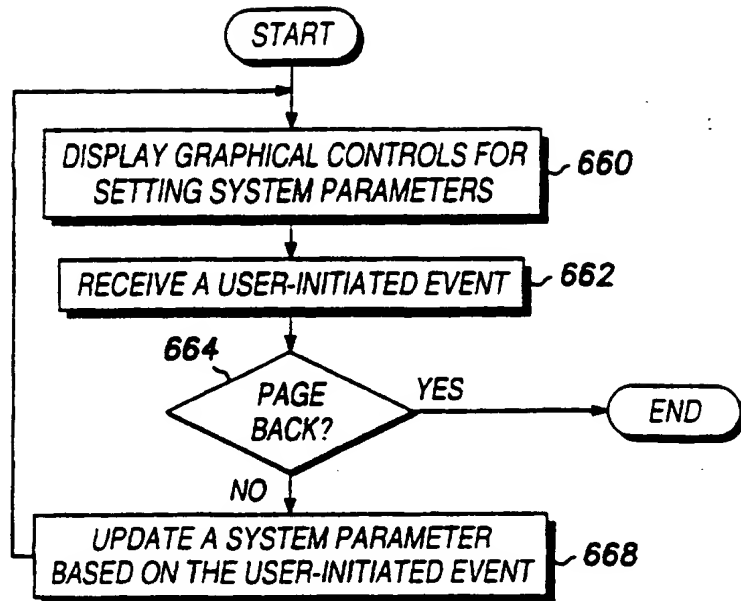 START
DISPLAY GRAPHICAL CONTROLS FOR
SETTING SYSTEM PARAMETERS
660
RECEIVE A USER-INITIATED EVENT
662
664
PAGE
BACK?
YES
END
NO
UPDATE A SYSTEM PARAMETER
BASED ON THE USER-INITIATED EVENT
668